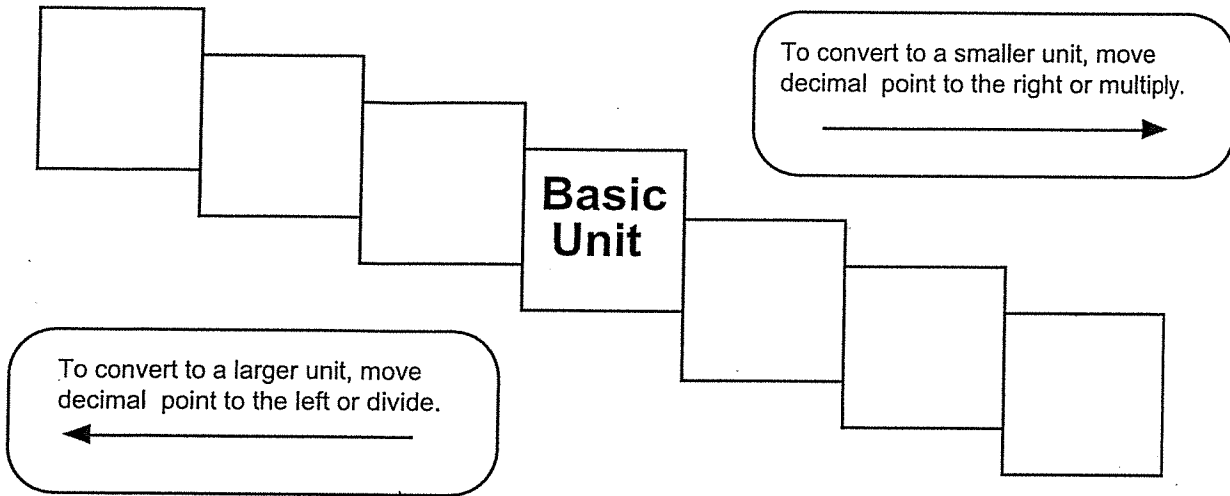 To convert to a smaller unit, move
decimal point to the right or multiply.
Basic
Unit
To convert to a larger unit, move
decimal point to the left or divide.